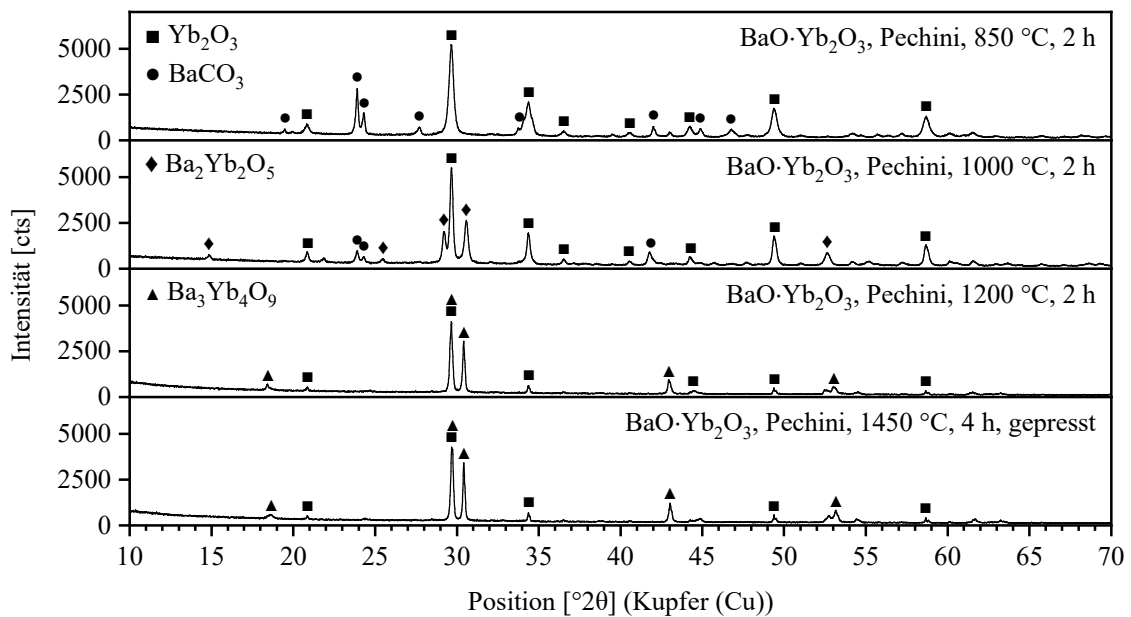 5000
2500
0
■ Yb₂O₃
● BaCO₃
BaO·Yb₂O₃, Pechini, 850 °C, 2 h
5000
2500
0
♦ Ba₂Yb₂O₅
BaO·Yb₂O₃, Pechini, 1000 °C, 2 h
5000
2500
0
▲ Ba₃Yb₄O₉
BaO·Yb₂O₃, Pechini, 1200 °C, 2 h
5000
2500
0
BaO·Yb₂O₃, Pechini, 1450 °C, 4 h, gepresst
Intensität [cts]
10 15 20 25 30 35 40 45 50 55 60 65 70
Position [°2θ] (Kupfer (Cu))